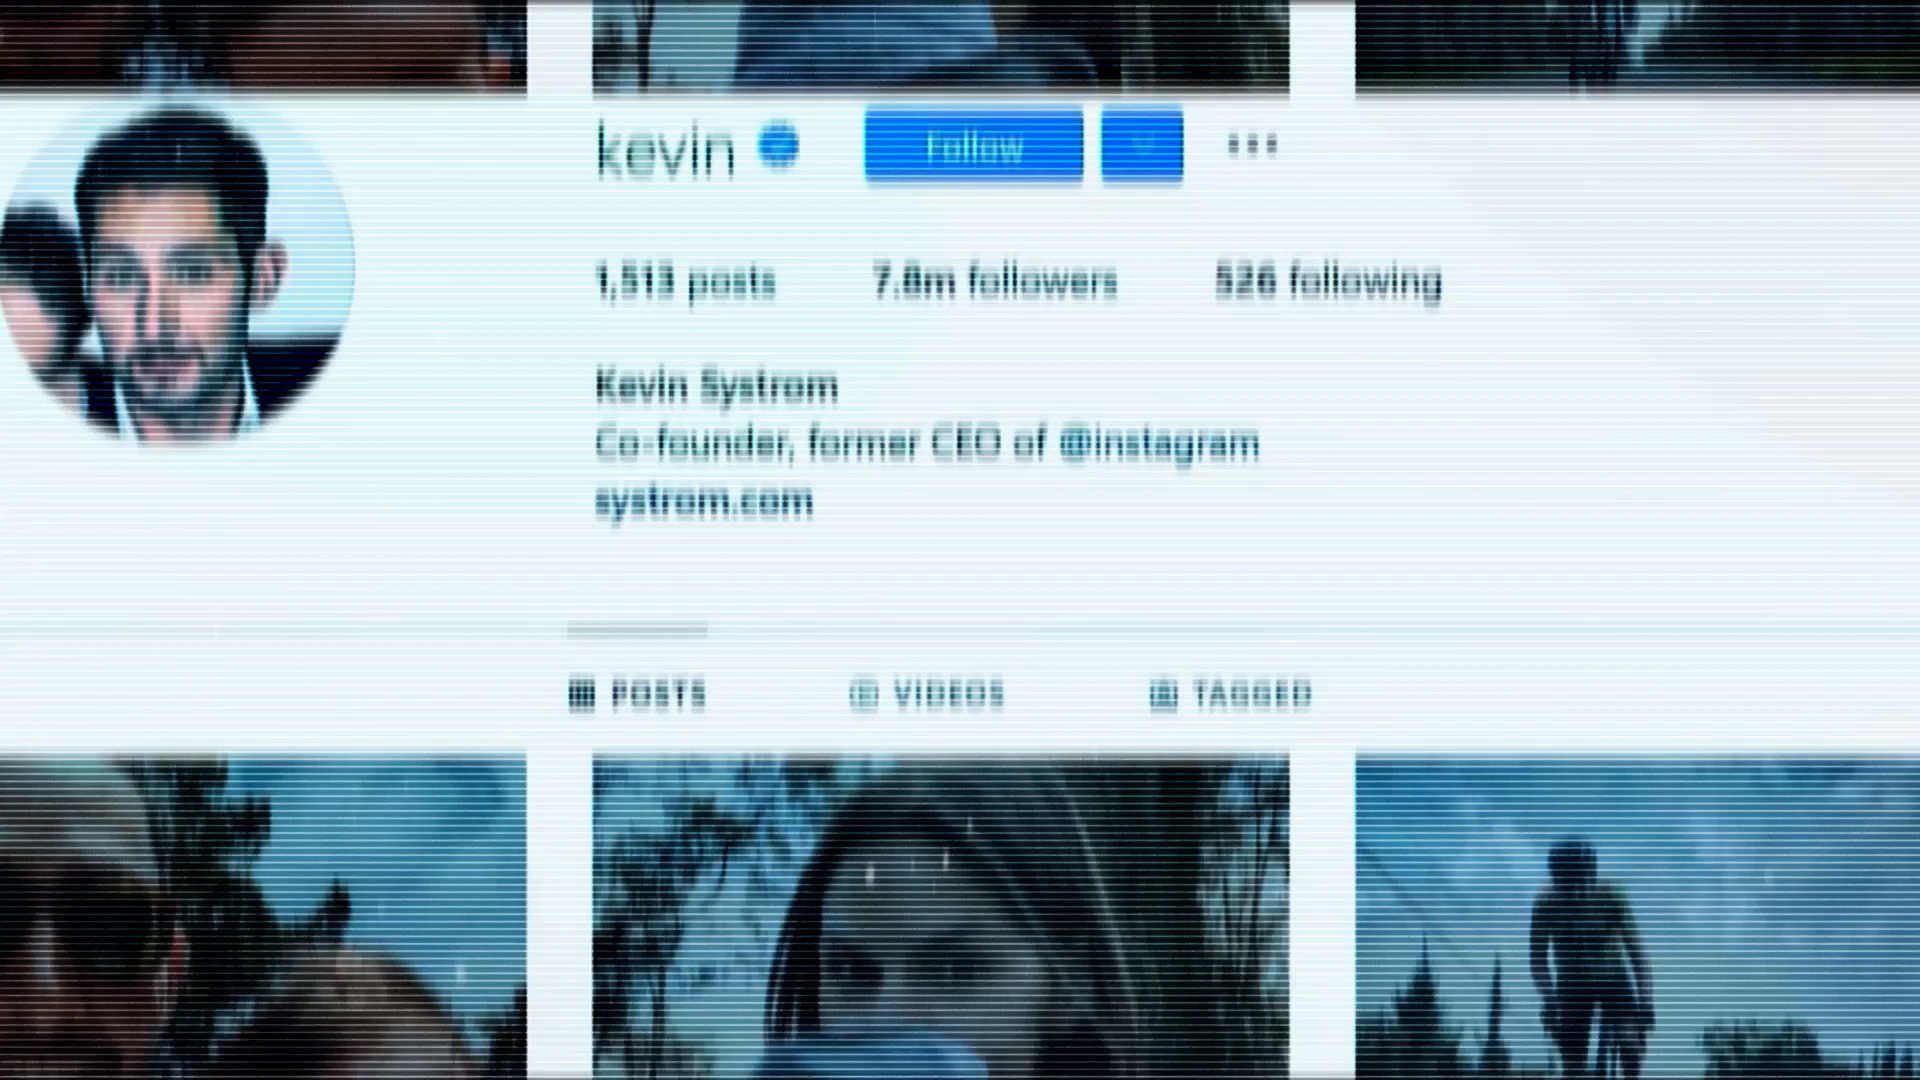 kevin Follow
1,513 posts 7.8m followers 526 following
Kevin Systrom
Co-founder, former CEO of @instagram
systrom.com
POSTS VIDEOS TAGGED